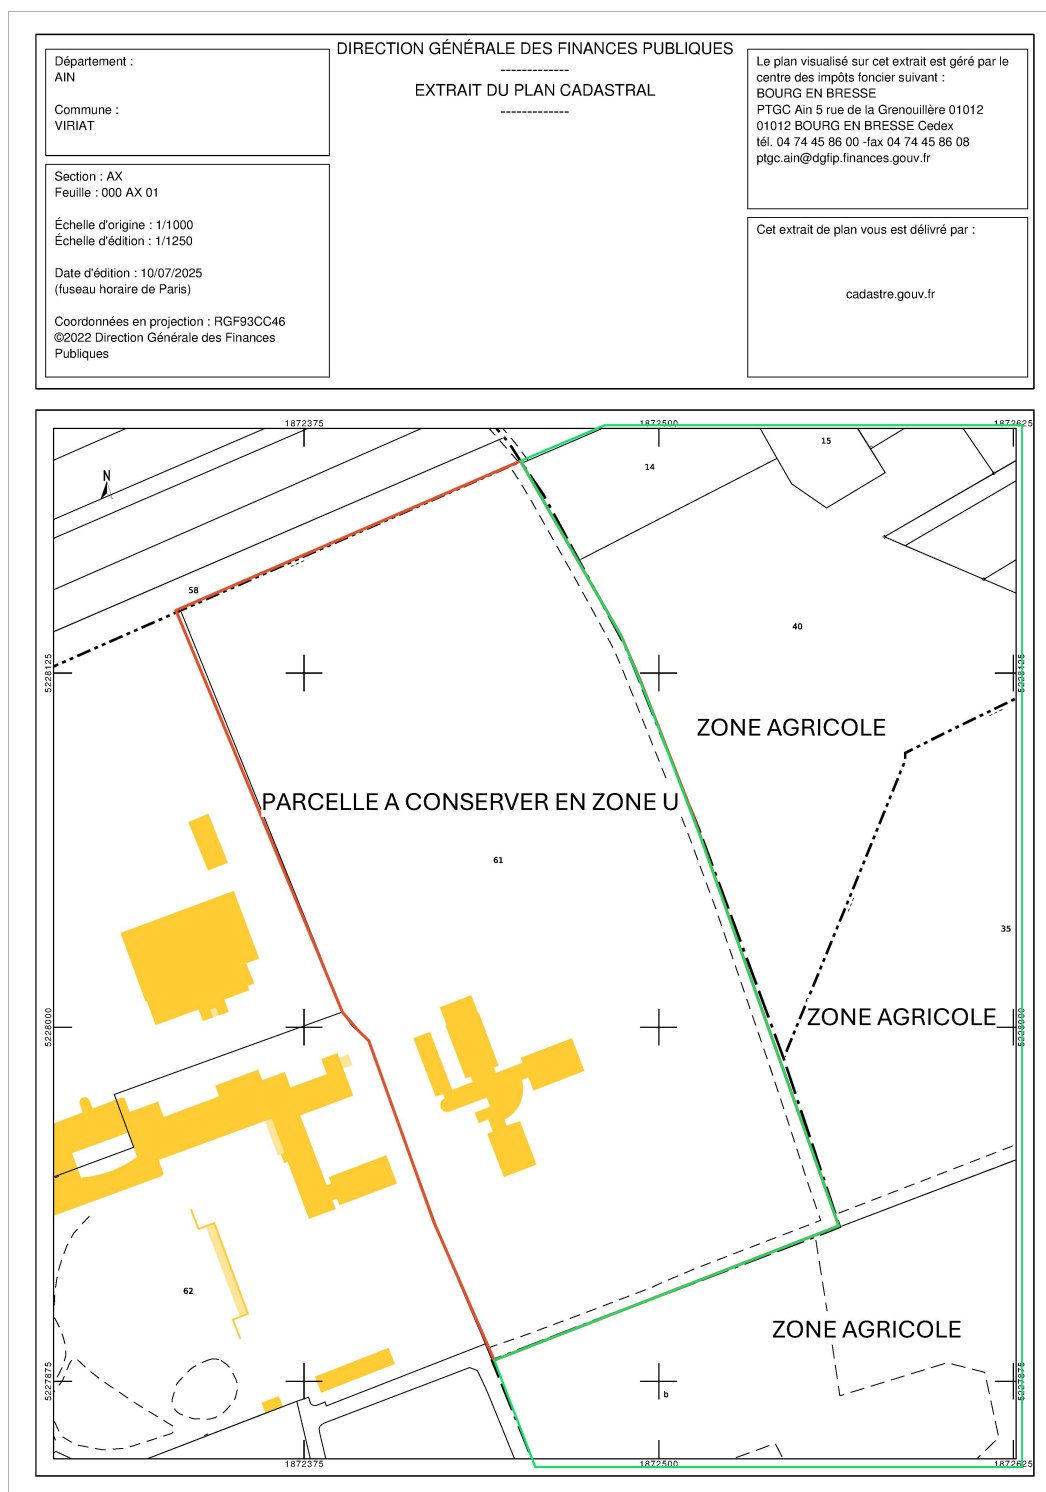 Département :
AIN
Commune :
VIRIAT
Section : AX
Feuille : 000 AX 01
Échelle d'origine : 1/1000
Échelle d'édition : 1/1250
Date d'édition : 10/07/2025
(fuseau horaire de Paris)
Coordonnées en projection : RGF93CC46
©2022 Direction Générale des Finances
Publiques
DIRECTION GÉNÉRALE DES FINANCES PUBLIQUES
-------------
EXTRAIT DU PLAN CADASTRAL
-------------
Le plan visualisé sur cet extrait est géré par le
centre des impôts foncier suivant :
BOURG EN BRESSE
PTGC Ain 5 rue de la Grenouillère 01012
01012 BOURG EN BRESSE Cedex
tél. 04 74 45 86 00 -fax 04 74 45 86 08
ptgc.ain@dgfip.finances.gouv.fr
Cet extrait de plan vous est délivré par :
cadastre.gouv.fr
1872375
1872500
1872625
15
14
N
58
40
5228125
5228125
ZONE AGRICOLE
PARCELLE A CONSERVER EN ZONE U
61
35
ZONE AGRICOLE
5228000
5228000
62
ZONE AGRICOLE
5227875
5227875
b
1872375
1872500
1872625